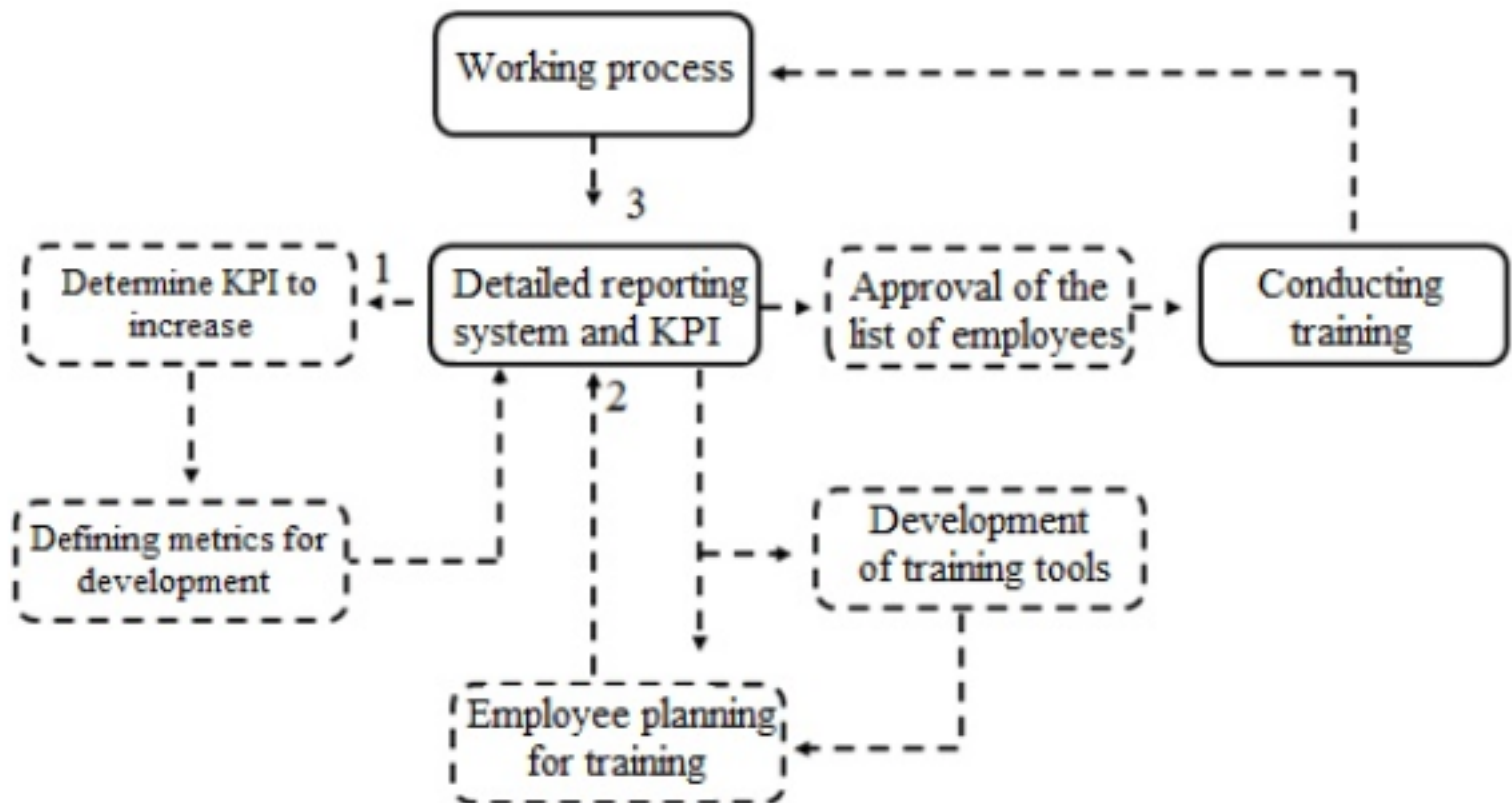 Working process
3
Determine KPI to
increase
1
Detailed reporting
system and KPI
Approval of the
list of employees
Conducting
training
2
Defining metrics for
development
Development
of training tools
Employee planning
for training